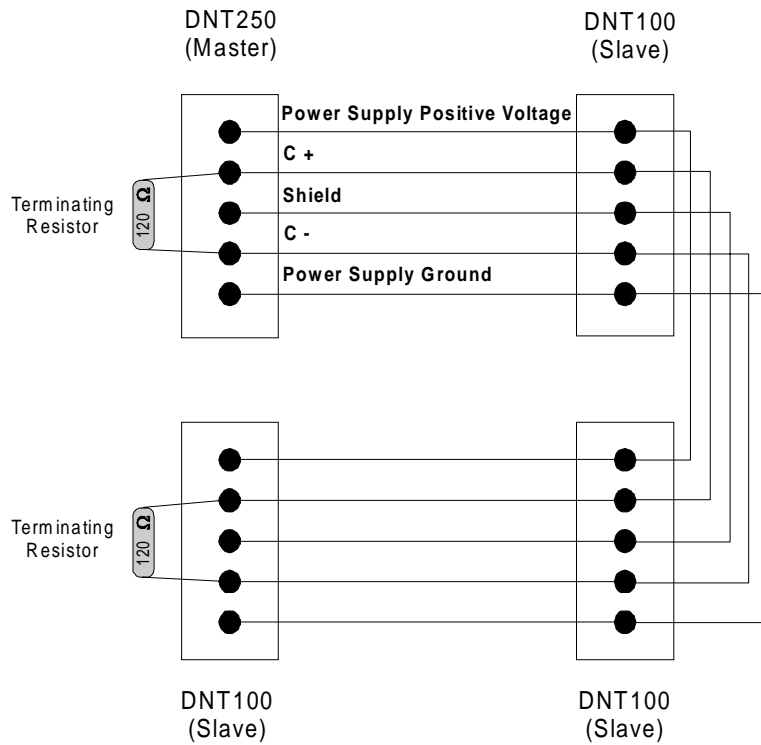 DNT250
(Master)
DNT100
(Slave)
Power Supply Positive Voltage
C +
Shield
C -
Power Supply Ground
Terminating
Resistor
120 Ω
Terminating
Resistor
120 Ω
DNT100
(Slave)
DNT100
(Slave)